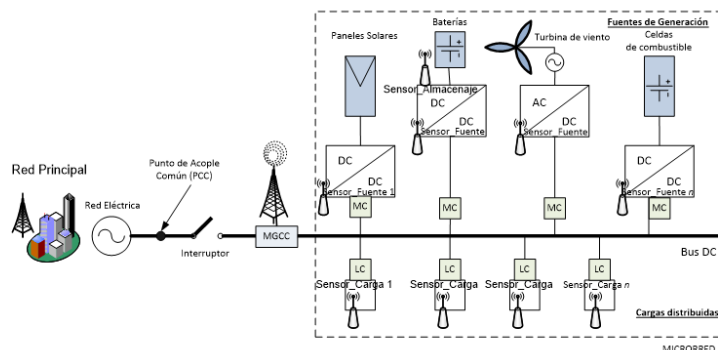 Fuentes de Generación
Baterías
Turbina de viento
Celdas
de combustible
Paneles Solares
Sensor_Almacenaje
DC
DC
Sensor_Fuente
AC
DC
Sensor_Fuente
DC
DC
Sensor_Fuente 1
DC
DC
Sensor_Fuente n
Red Principal
Punto de Acople
Común (PCC)
Red Eléctrica
Interruptor
MGCC
MC
MC
MC
MC
Bus DC
LC
LC
LC
LC
Sensor_Carga 1
Sensor_Carga
Sensor_Carga
Sensor_Carga n
Cargas distribuidas
MICRORRED